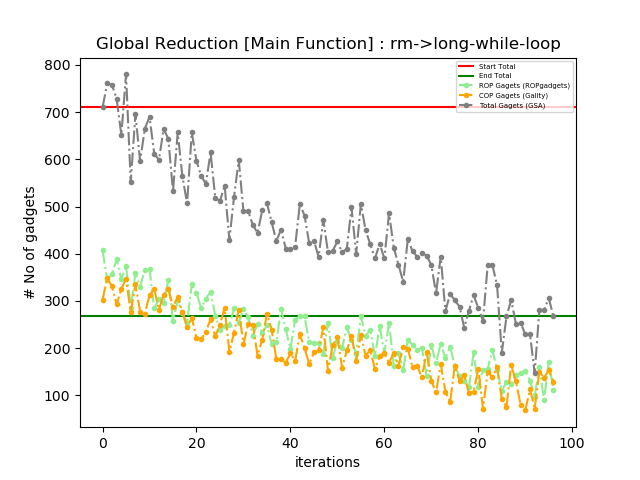 Global Reduction [Main Function] : rm->long-while-loop
Start Total
End Total
ROP Gagets (ROPgadgets)
COP Gagets (Gality)
Total Gagets (GSA)
# No of gadgets
800
700
600
500
400
300
200
100
0
20
40
60
80
100
iterations